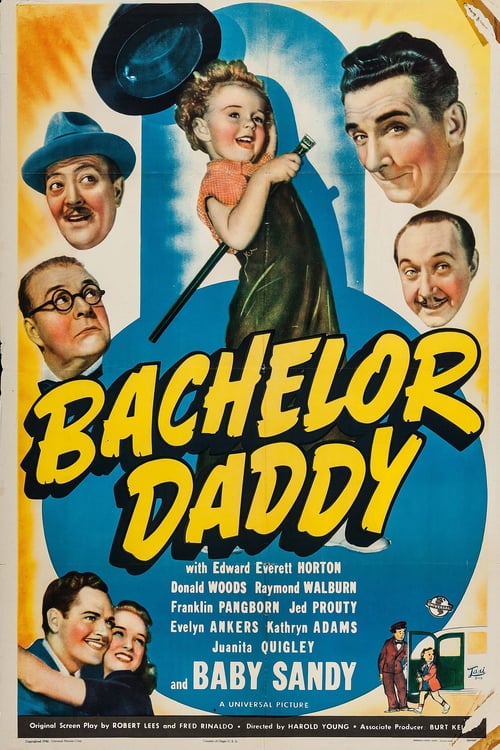 BACHELOR
DADDY
with Edward Everett HORTON
Donald WOODS Raymond WALBURN
Franklin PANGBORN Jed PROUTY
Evelyn ANKERS Kathryn ADAMS
Juanita QUIGLEY
and BABY SANDY
A UNIVERSAL PICTURE
UNIVERSAL
Taxi
Original Screen Play by ROBERT LEES and FRED RINALDO • Directed by HAROLD YOUNG • Associate Producer: BURT